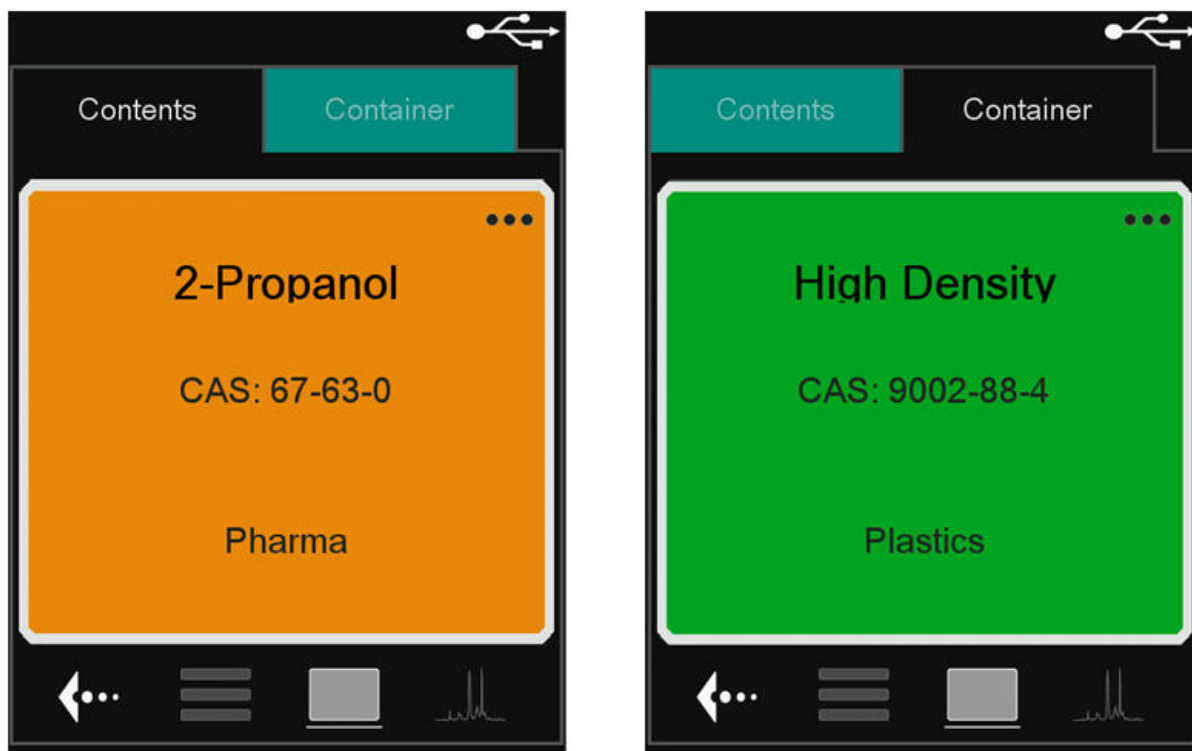 Contents Container
2-Propanol
CAS: 67-63-0
Pharma
Contents Container
High Density
CAS: 9002-88-4
Plastics